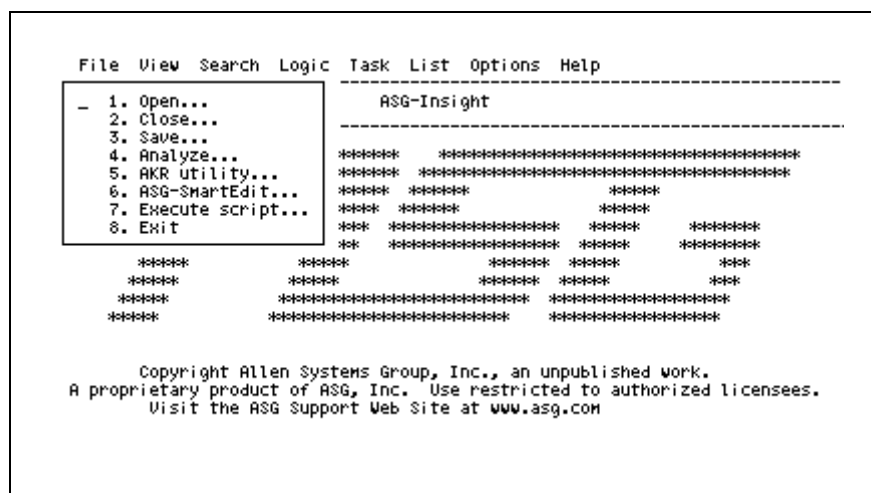 File View Search Logic Task List Options Help
ASG-Insight
_ 1. Open...
2. Close...
3. Save...
4. Analyze...
5. AKR utility...
6. ASG-SmartEdit...
7. Execute script...
8. Exit
Copyright Allen Systems Group, Inc., an unpublished work.
A proprietary product of ASG, Inc. Use restricted to authorized licensees.
Visit the ASG Support Web Site at www.asg.com